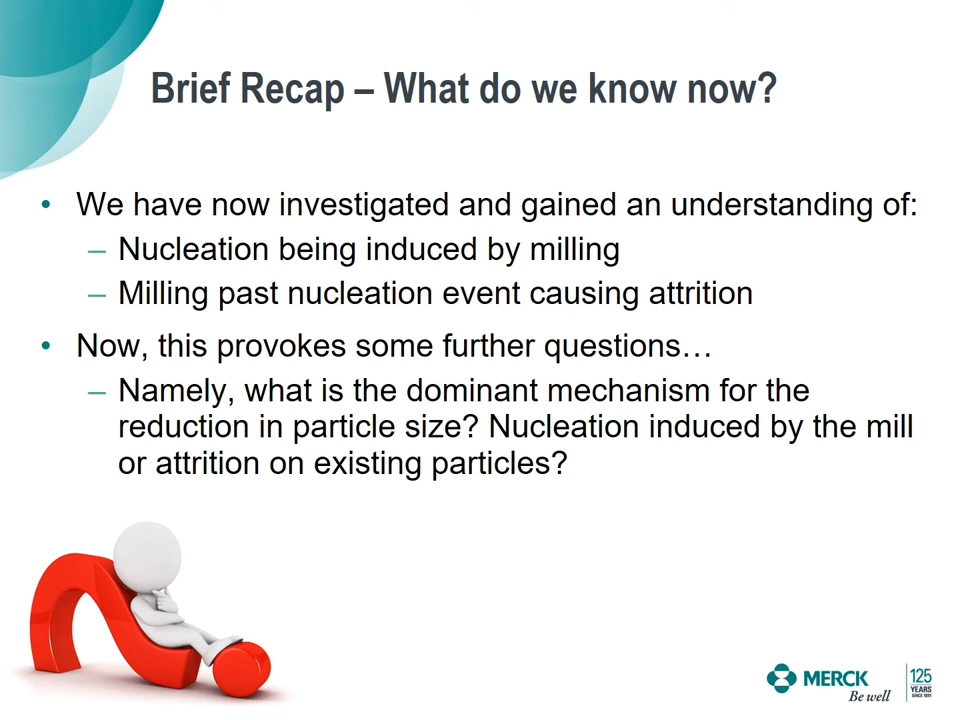 Brief Recap – What do we know now?
• We have now investigated and gained an understanding of:
– Nucleation being induced by milling
– Milling past nucleation event causing attrition
• Now, this provokes some further questions…
– Namely, what is the dominant mechanism for the
reduction in particle size? Nucleation induced by the mill
or attrition on existing particles?
MERCK
Be well
125
YEARS
SINCE 1891